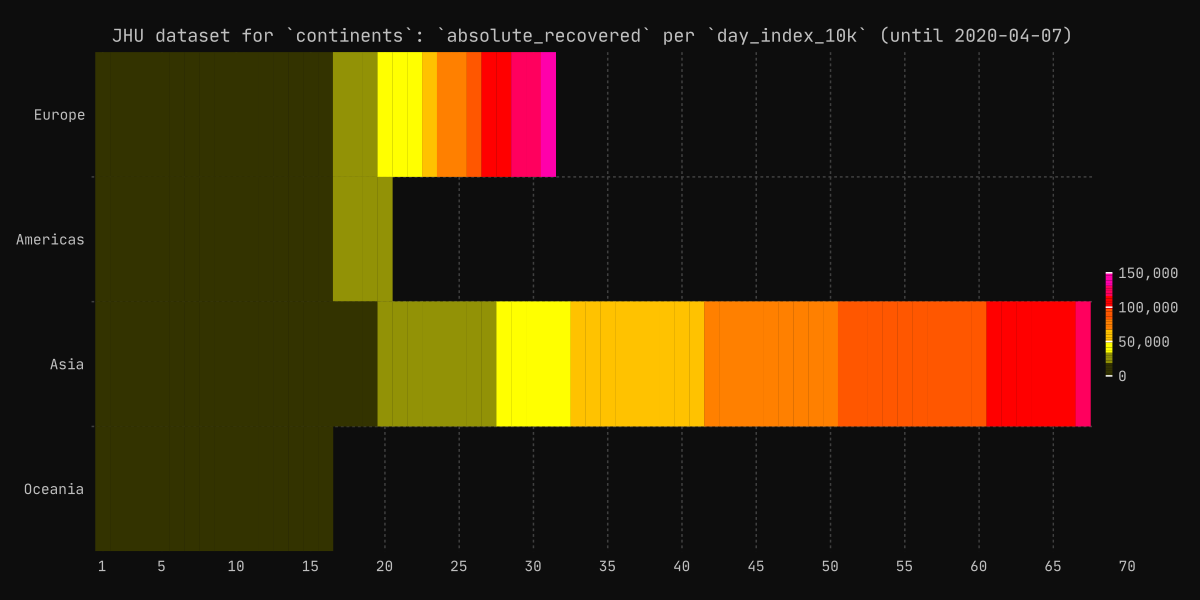 JHU dataset for `continents`: `absolute_recovered` per `day_index_10k` (until 2020-04-07)
Europe
Americas
Asia
Oceania
150,000
100,000
50,000
0
1 5 10 15 20 25 30 35 40 45 50 55 60 65 70